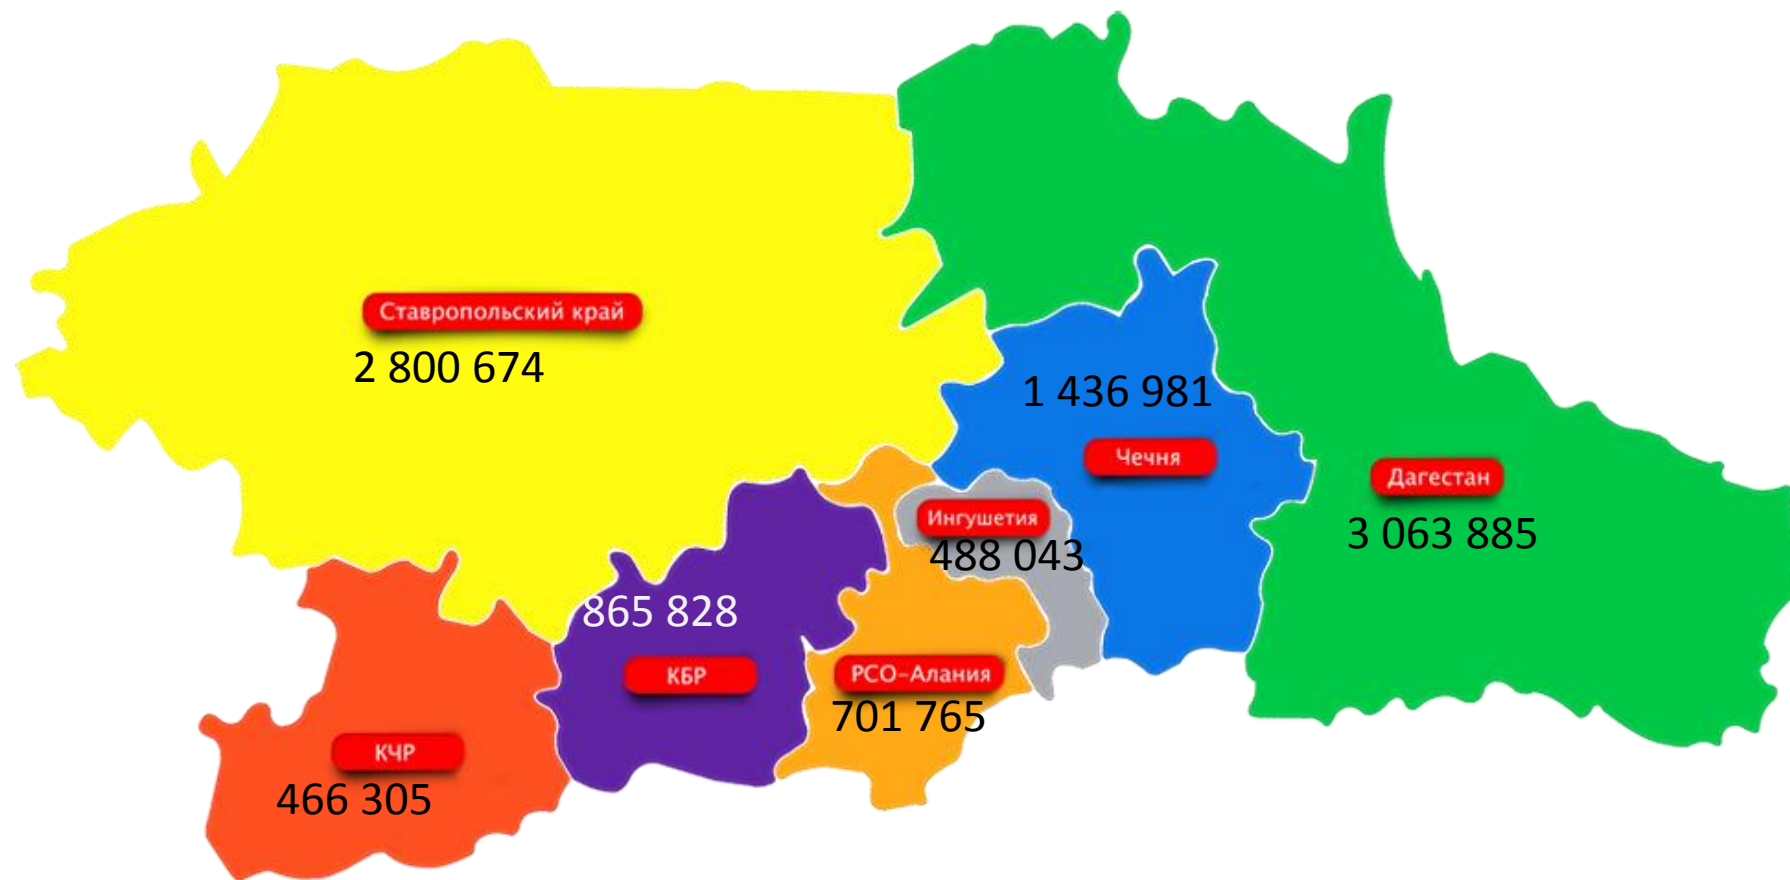 Ставропольский край
2 800 674
1 436 981
Чечня
Дагестан
3 063 885
Ингушетия
488 043
865 828
КБР
РСО-Алания
701 765
КЧР
466 305